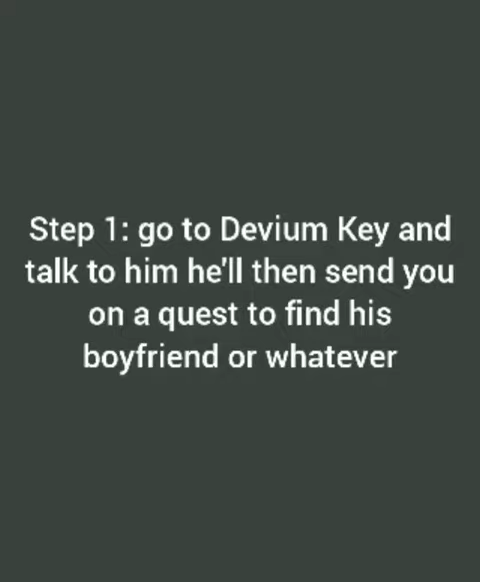 Step 1: go to Devium Key and
talk to him he'll then send you
on a quest to find his
boyfriend or whatever